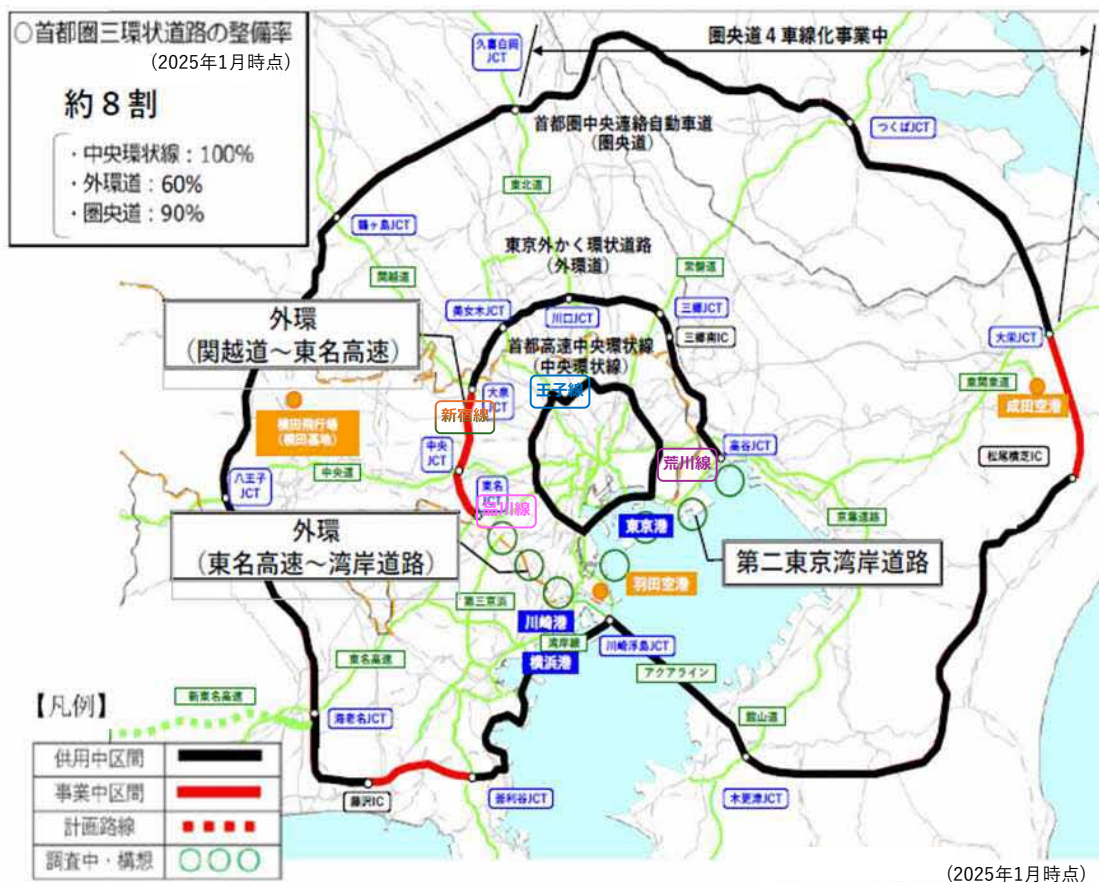 ○首都圏三環状道路の整備率
(2025年1月時点)
約8割
・中央環状線：100%
・外環道：60%
・圏央道：90%
久喜白岡
JCT
圏央道4車線化事業中
首都圏中央連絡自動車道
(圏央道)
つくばJCT
東北道
鶴ヶ島JCT
東京外かく環状道路
(外環道)
関越道
常磐道
美女木JCT
川口JCT
三郷JCT
三郷南IC
大栄JCT
外環
(関越道～東名高速)
首都高速中央環状線
(中央環状線)
東関東道
成田空港
王子線
大泉
JCT
新宿線
横田飛行場
(横田基地)
中央
JCT
中央道
荒川線
高谷JCT
松尾横芝IC
八王子
JCT
東名
JCT
品川線
東京港
京葉道路
外環
(東名高速～湾岸道路)
第二東京湾岸道路
羽田空港
第三京浜
川崎港
湾岸線
川崎浮島JCT
横浜港
東名高速
アクアライン
新東名高速
海老名JCT
館山道
【凡例】
供用中区間
事業中区間
計画路線
調査中・構想
藤沢IC
釜利谷JCT
木更津JCT
(2025年1月時点)